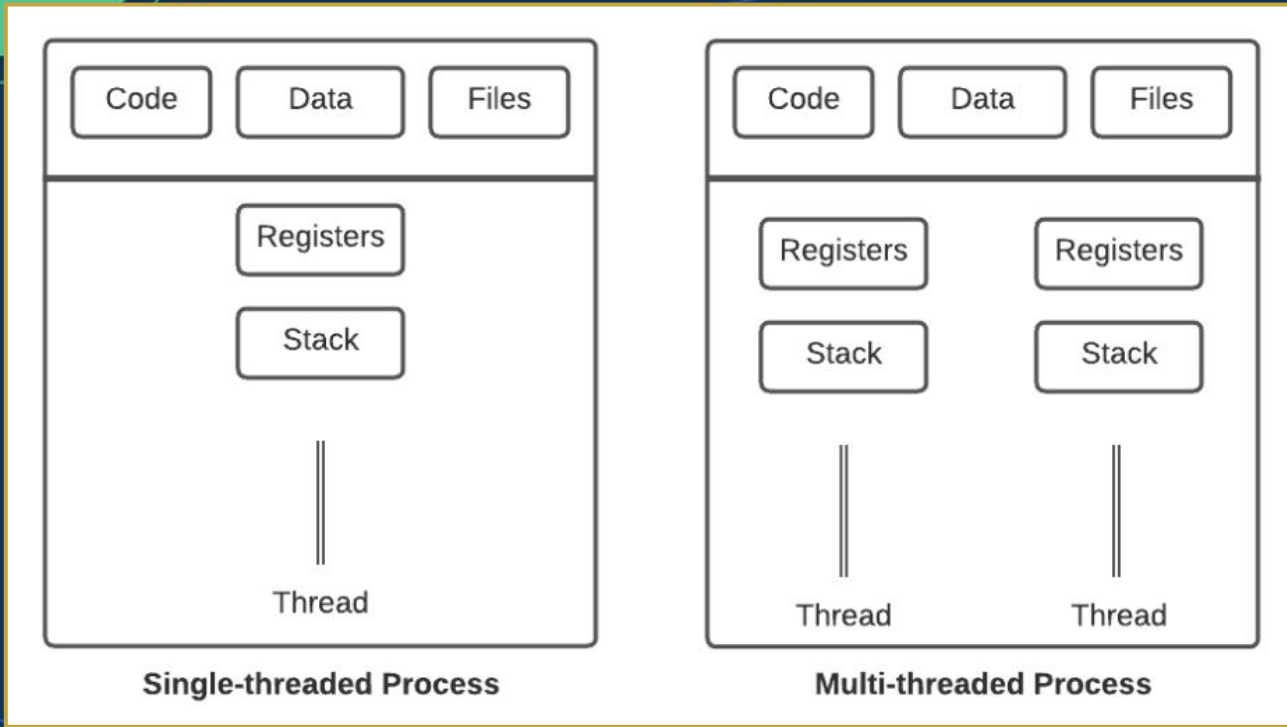 Code Data Files
Registers
Stack
Thread
Single-threaded Process
Code Data Files
Registers Registers
Stack Stack
Thread Thread
Multi-threaded Process